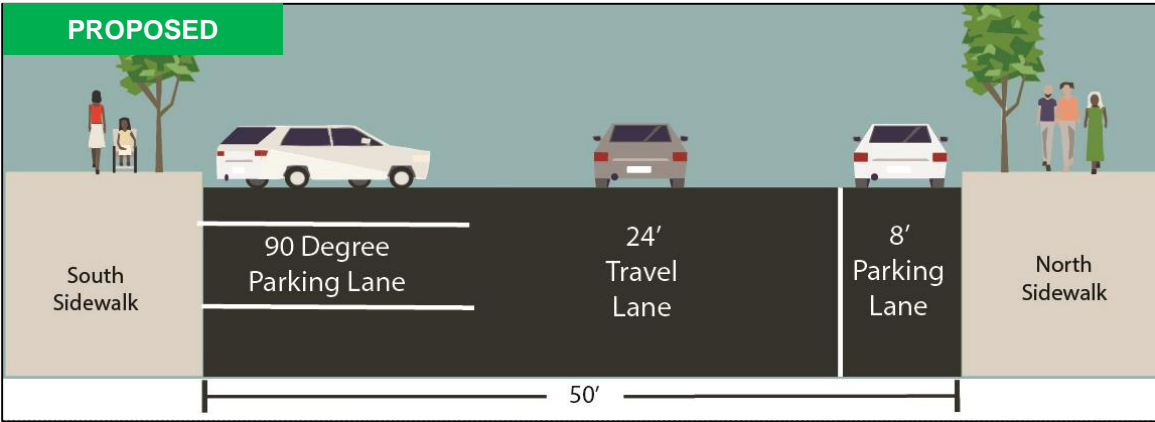 PROPOSED
South
Sidewalk
90 Degree
Parking Lane
24′
Travel
Lane
8′
Parking
Lane
North
Sidewalk
50′